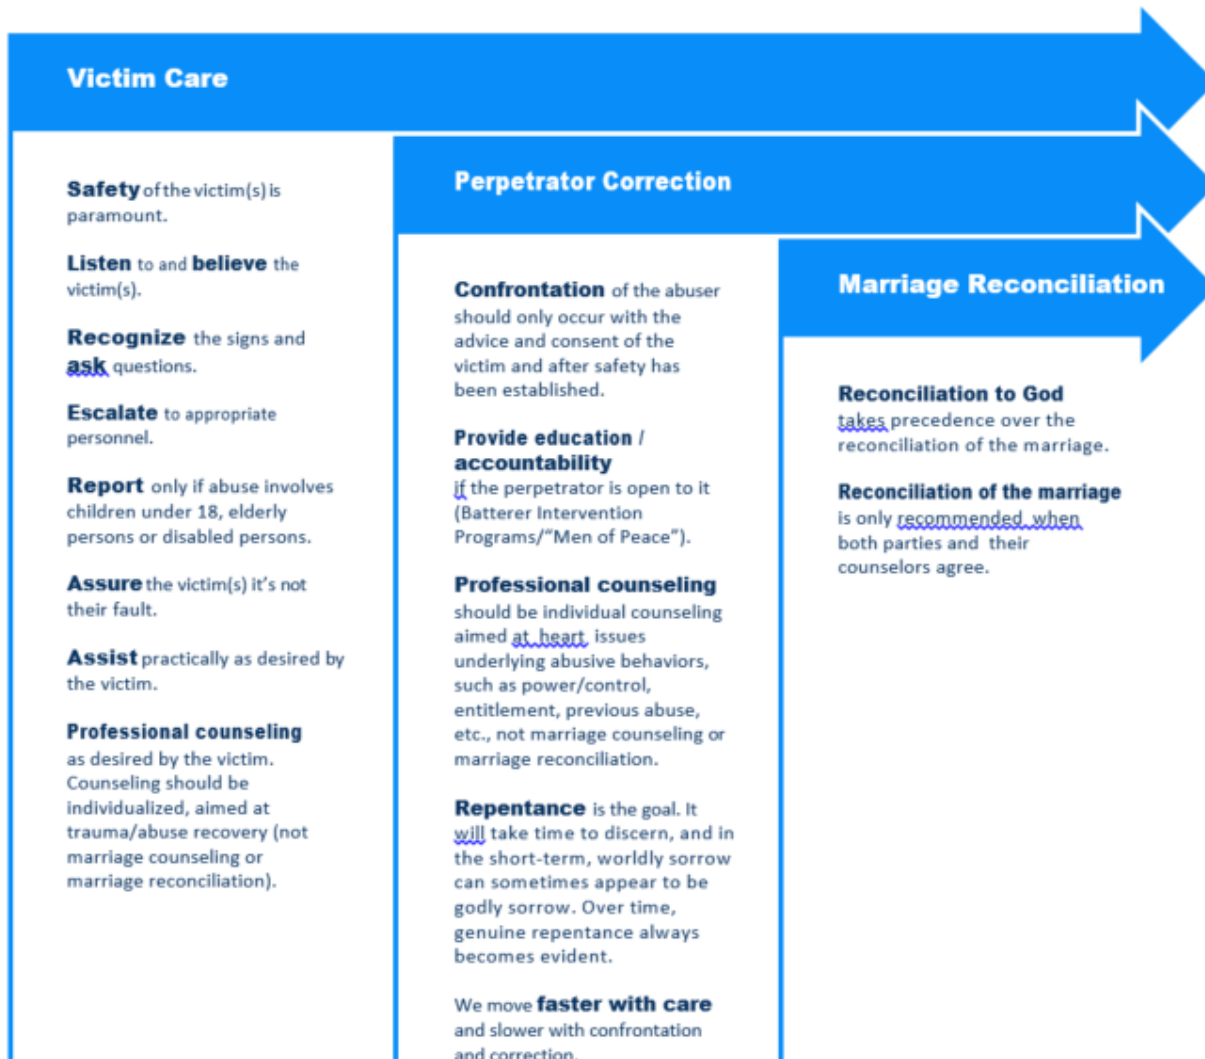 Victim Care
Safety of the victim(s) is
paramount.
Listen to and believe the
victim(s).
Recognize the signs and
ask questions.
Escalate to appropriate
personnel.
Report only if abuse involves
children under 18, elderly
persons or disabled persons.
Assure the victim(s) it's not
their fault.
Assist practically as desired by
the victim.
Professional counseling
as desired by the victim.
Counseling should be
individualized, aimed at
trauma/abuse recovery (not
marriage counseling or
marriage reconciliation).
Perpetrator Correction
Confrontation of the abuser
should only occur with the
advice and consent of the
victim and after safety has
been established.
Provide education /
accountability
if the perpetrator is open to it
(Batterer Intervention
Programs/“Men of Peace”).
Professional counseling
should be individual counseling
aimed at heart issues
underlying abusive behaviors,
such as power/control,
entitlement, previous abuse,
etc., not marriage counseling or
marriage reconciliation.
Repentance is the goal. It
will take time to discern, and in
the short-term, worldly sorrow
can sometimes appear to be
godly sorrow. Over time,
genuine repentance always
becomes evident.
We move faster with care
and slower with confrontation
and correction.
Marriage Reconciliation
Reconciliation to God
takes precedence over the
reconciliation of the marriage.
Reconciliation of the marriage
is only recommended when
both parties and their
counselors agree.